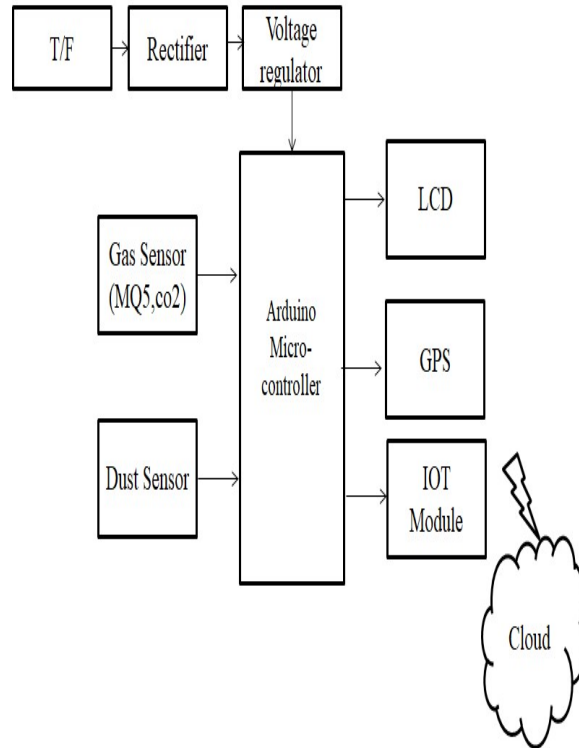 T/F
Rectifier
Voltage
regulator
LCD
Gas Sensor
(MQ5,co2)
Arduino
Micro-
controller
GPS
Dust Sensor
IOT
Module
Cloud